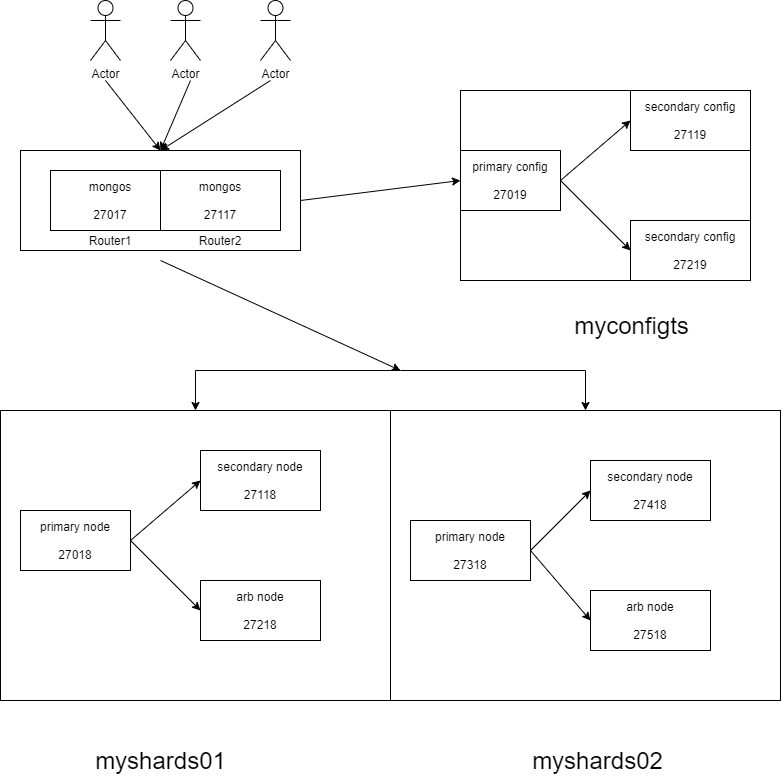 Actor
Actor
Actor
mongos
27017
mongos
27117
Router1
Router2
secondary config
27119
primary config
27019
secondary config
27219
myconfigts
secondary node
27118
primary node
27018
arb node
27218
secondary node
27418
primary node
27318
arb node
27518
myshards01
myshards02